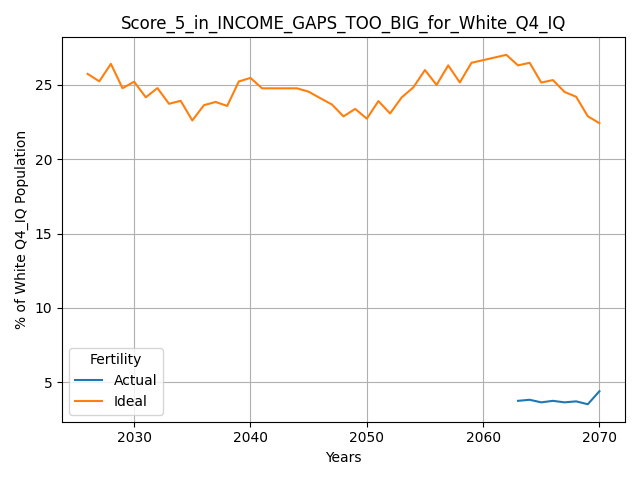 Score_5_in_INCOME_GAPS_TOO_BIG_for_White_Q4_IQ
% of White Q4_IQ Population
25
20
15
10
5
Fertility
Actual
Ideal
2030
2040
2050
2060
2070
Years